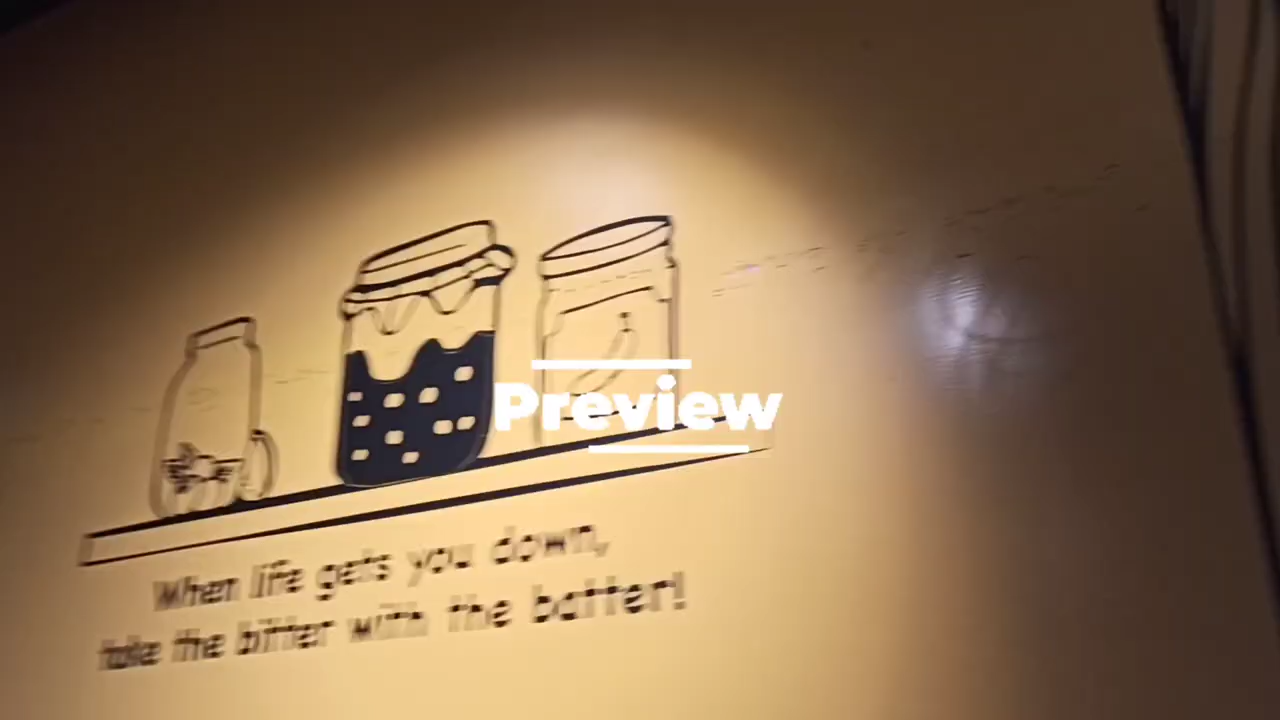 Preview
When life gets you down,
take the bitter with the batter!